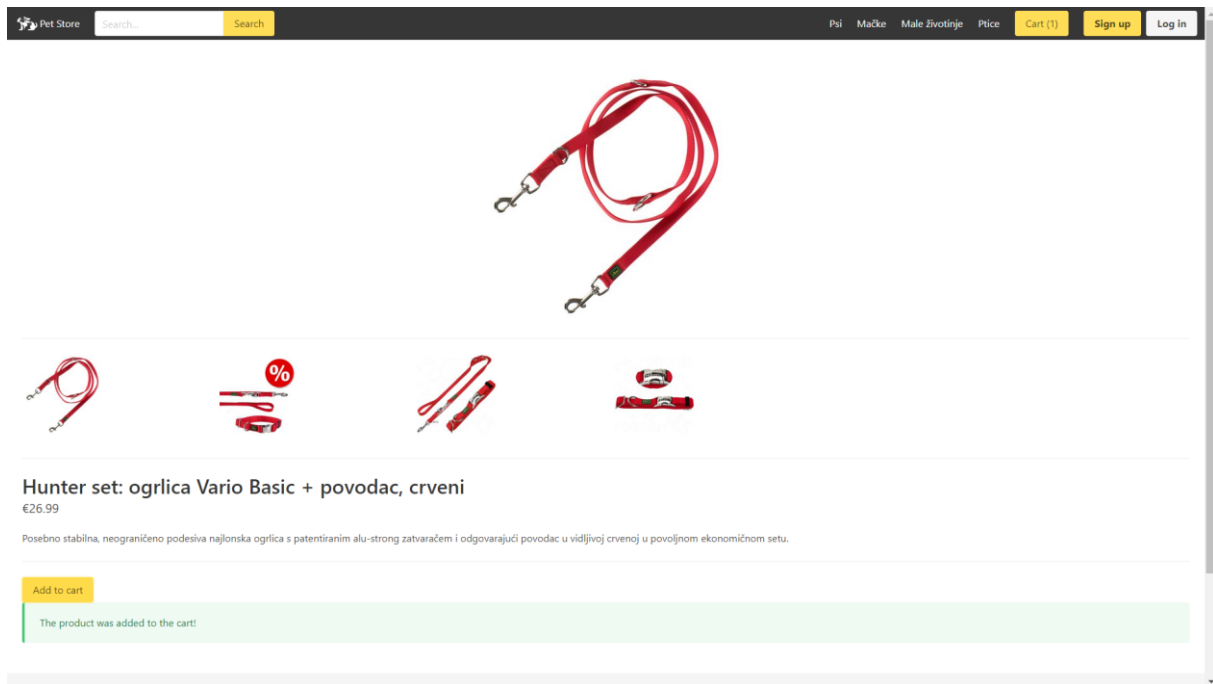 Pet Store
Search...
Search
Psi
Mačke
Male životinje
Ptice
Cart (1)
Sign up
Log in
%
Hunter set: ogrlica Vario Basic + povodac, crveni
€26.99
Posebno stabilna, neograničeno podesiva najlonska ogrlica s patentiranim alu-strong zatvaračem i odgovarajući povodac u vidljivoj crvenoj u povoljnom ekonomičnom setu.
Add to cart
The product was added to the cart!